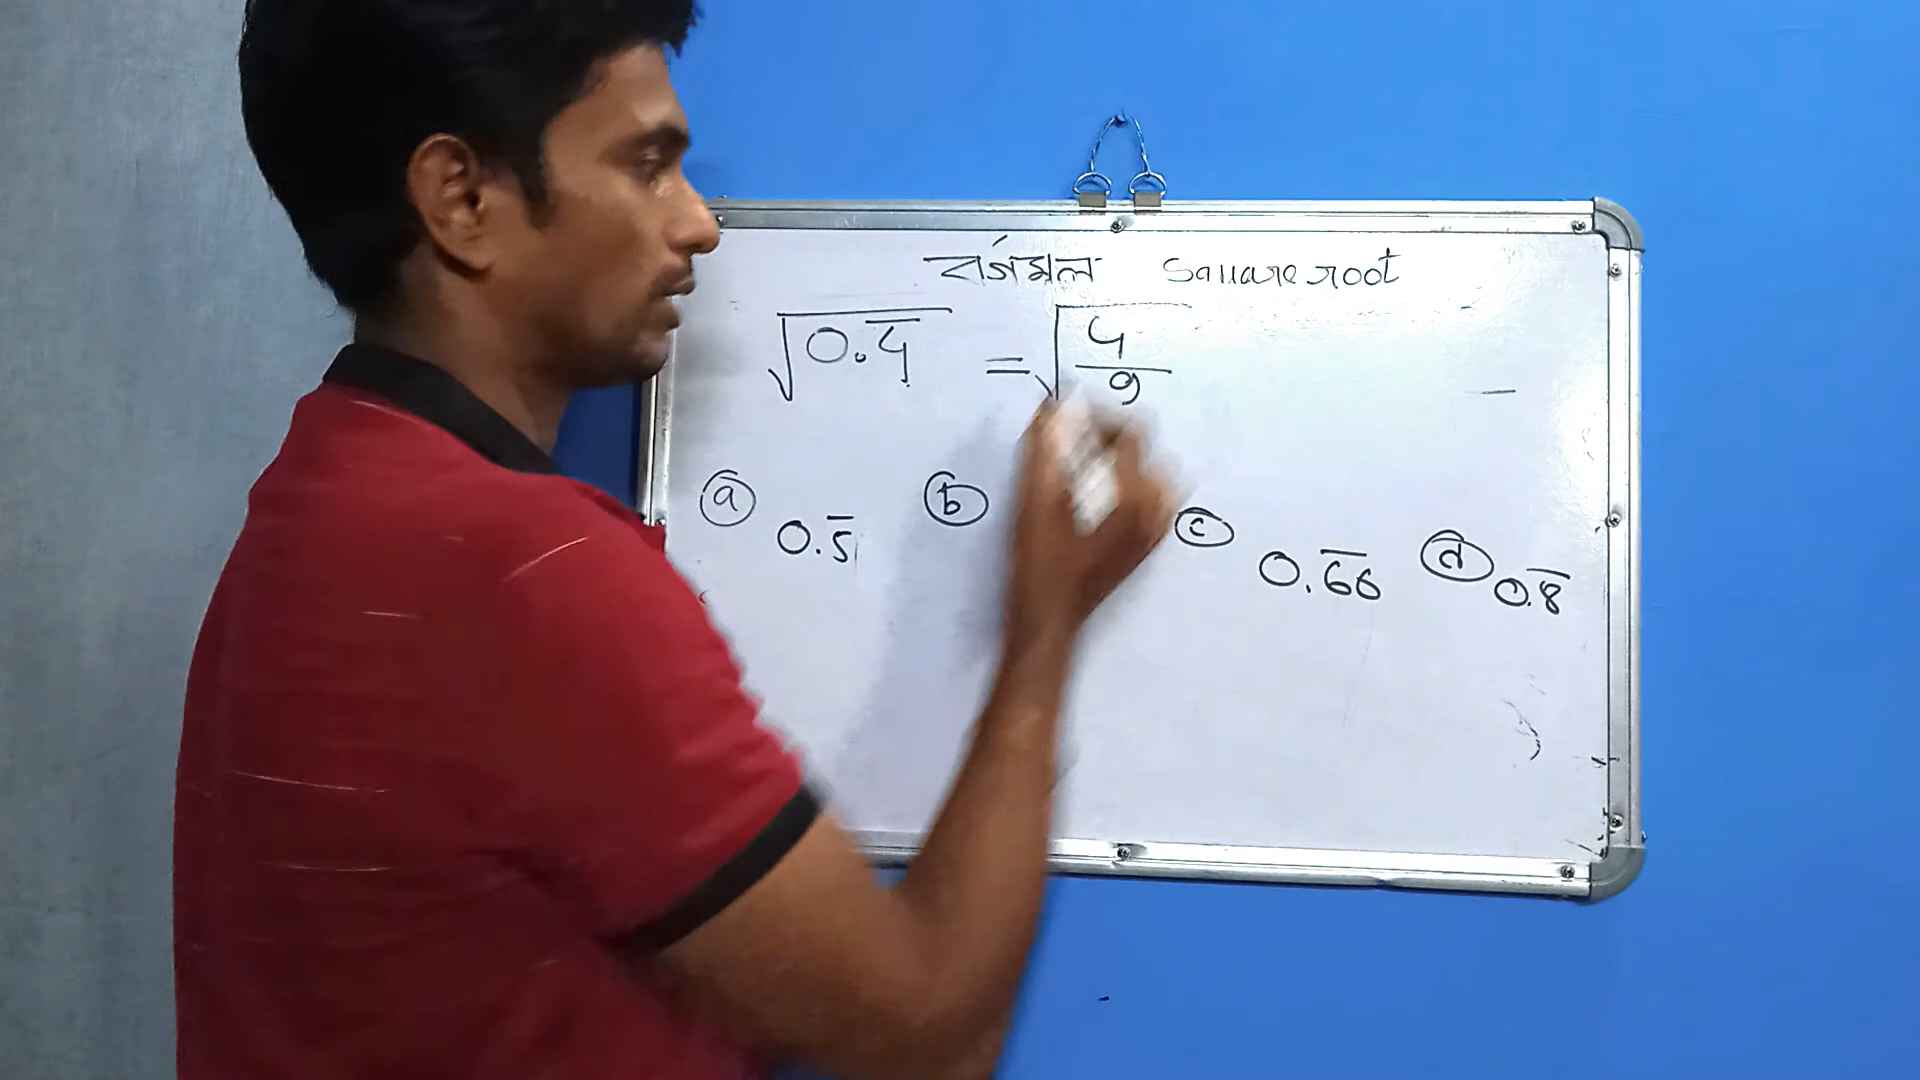 বর্গমূল Square root
√0.4̅ = √4/9
ⓐ 0.5̅ ⓑ ⓒ 0.6̅6̅ ⓓ 0.8̅